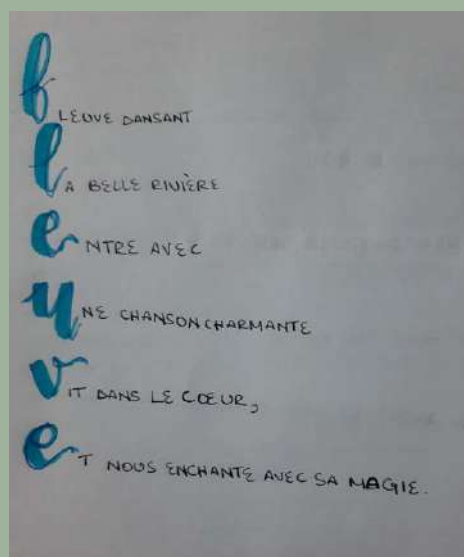 fLEUVE DANSANT
lA BELLE RIVIÈRE
eNTRE AVEC
uNE CHANSON CHARMANTE
vIT DANS LE CŒUR,
eT NOUS ENCHANTE AVEC SA MAGIE.